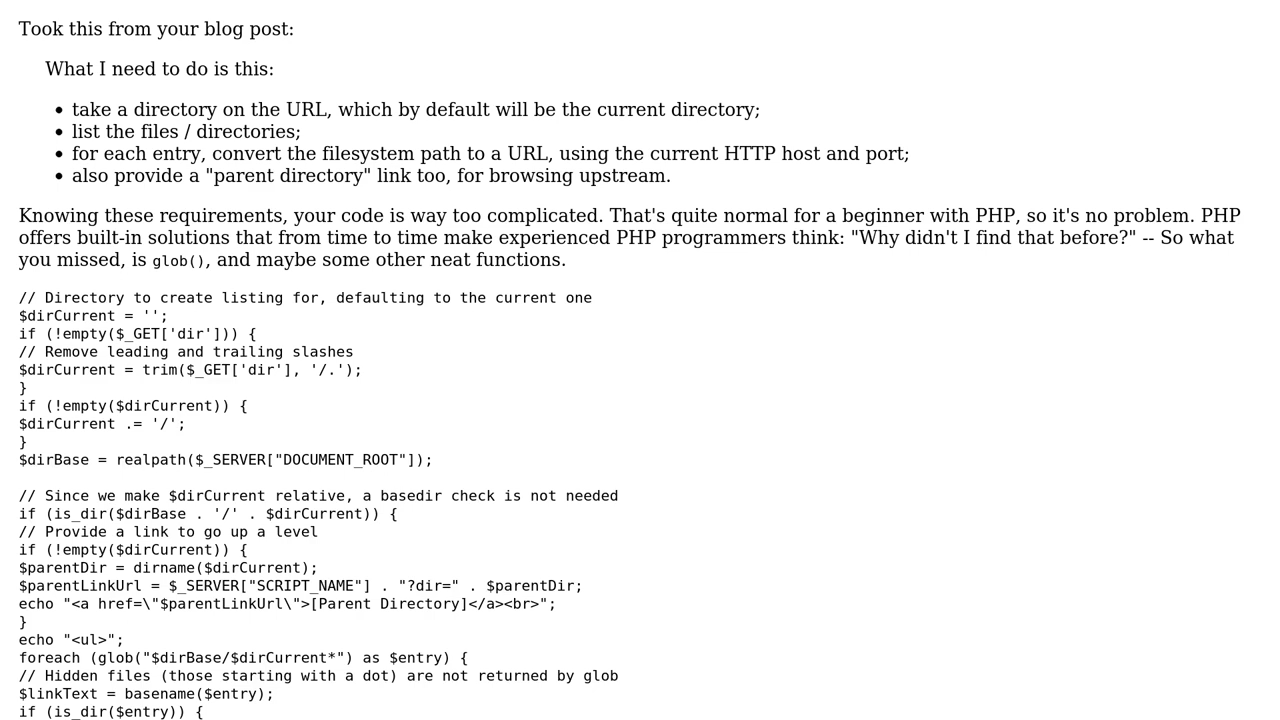 Took this from your blog post:
What I need to do is this:
• take a directory on the URL, which by default will be the current directory;
• list the files / directories;
• for each entry, convert the filesystem path to a URL, using the current HTTP host and port;
• also provide a "parent directory" link too, for browsing upstream.
Knowing these requirements, your code is way too complicated. That's quite normal for a beginner with PHP, so it's no problem. PHP
offers built-in solutions that from time to time make experienced PHP programmers think: "Why didn't I find that before?" -- So what
you missed, is glob(), and maybe some other neat functions.
// Directory to create listing for, defaulting to the current one
$dirCurrent = '';
if (!empty($_GET['dir'])) {
// Remove leading and trailing slashes
$dirCurrent = trim($_GET['dir'], '/.');
}
if (!empty($dirCurrent)) {
$dirCurrent .= '/';
}
$dirBase = realpath($_SERVER["DOCUMENT_ROOT"]);
// Since we make $dirCurrent relative, a basedir check is not needed
if (is_dir($dirBase . '/' . $dirCurrent)) {
// Provide a link to go up a level
if (!empty($dirCurrent)) {
$parentDir = dirname($dirCurrent);
$parentLinkUrl = $_SERVER["SCRIPT_NAME"] . "?dir=" . $parentDir;
echo "<a href=\"$parentLinkUrl\">[Parent Directory]</a><br>";
}
echo "<ul>";
foreach (glob("$dirBase/$dirCurrent*") as $entry) {
// Hidden files (those starting with a dot) are not returned by glob
$linkText = basename($entry);
if (is_dir($entry)) {